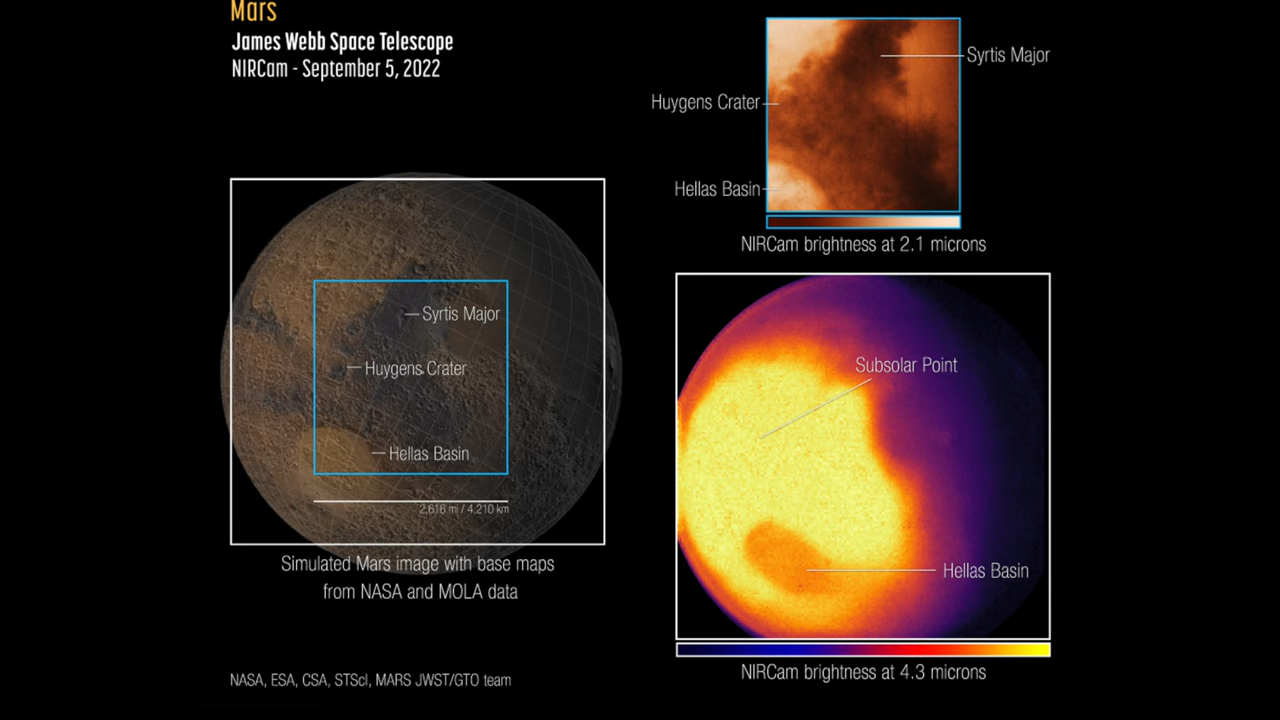 Mars
James Webb Space Telescope
NIRCam - September 5, 2022
Syrtis Major
Huygens Crater
Hellas Basin
2,616 mi / 4,210 km
Simulated Mars image with base maps
from NASA and MOLA data
Syrtis Major
Huygens Crater
Hellas Basin
NIRCam brightness at 2.1 microns
Subsolar Point
Hellas Basin
NIRCam brightness at 4.3 microns
NASA, ESA, CSA, STScI, MARS JWST/GTO team